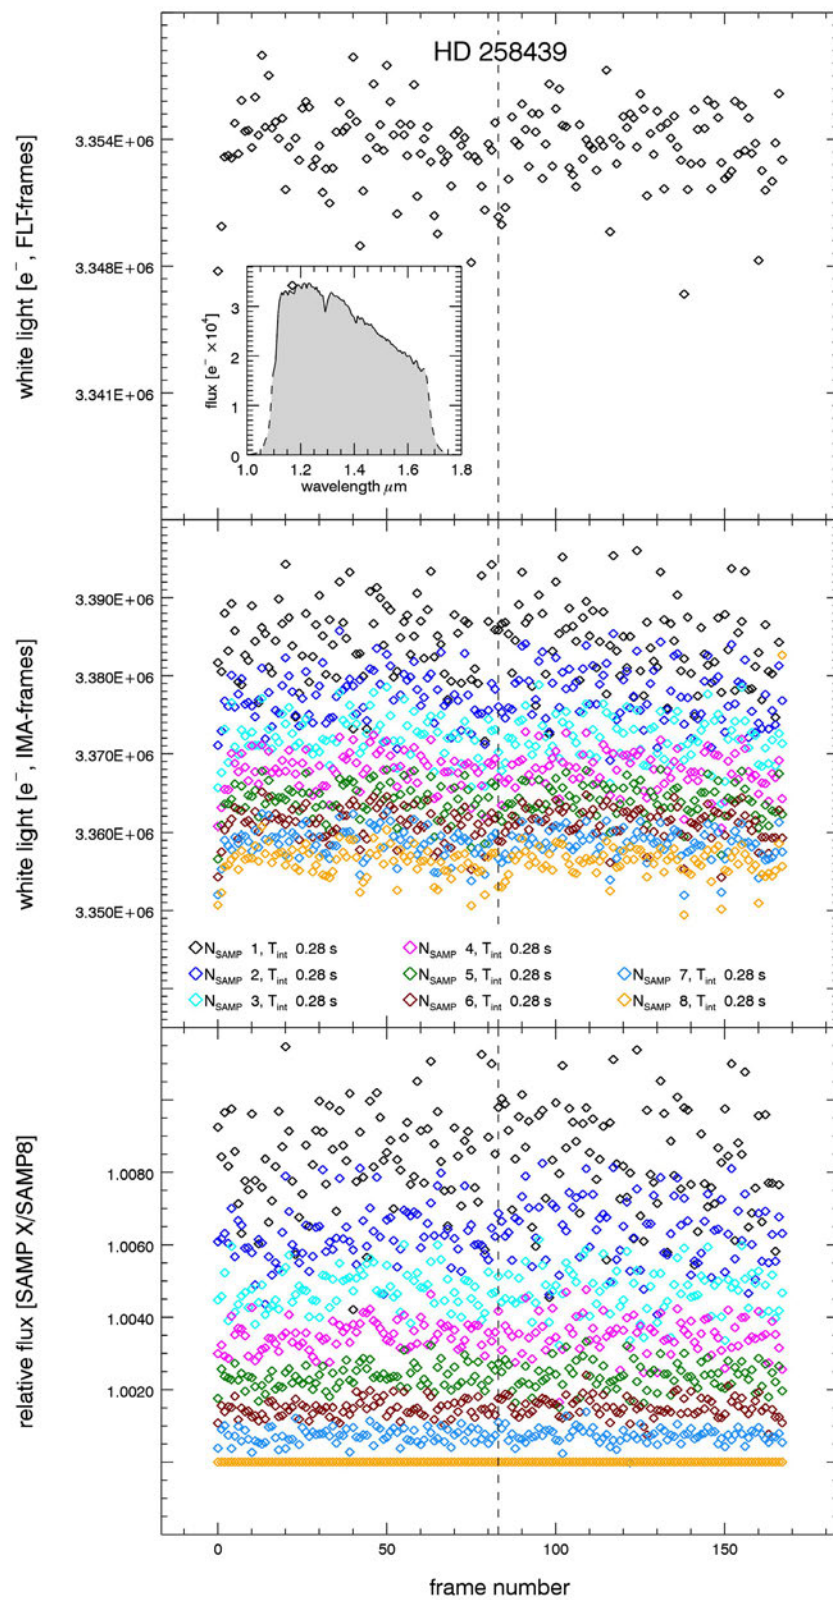 HD 258439
white light [e⁻, FLT-frames]
3.354E+06
3.348E+06
3.341E+06
flux [e⁻ ×10⁴]
3
2
1
0
1.0 1.2 1.4 1.6 1.8
wavelength μm
white light [e⁻, IMA-frames]
3.390E+06
3.380E+06
3.370E+06
3.360E+06
3.350E+06
N_SAMP 1, T_int 0.28 s N_SAMP 4, T_int 0.28 s
N_SAMP 2, T_int 0.28 s N_SAMP 5, T_int 0.28 s N_SAMP 7, T_int 0.28 s
N_SAMP 3, T_int 0.28 s N_SAMP 6, T_int 0.28 s N_SAMP 8, T_int 0.28 s
relative flux [SAMP X/SAMP8]
1.0080
1.0060
1.0040
1.0020
0 50 100 150
frame number